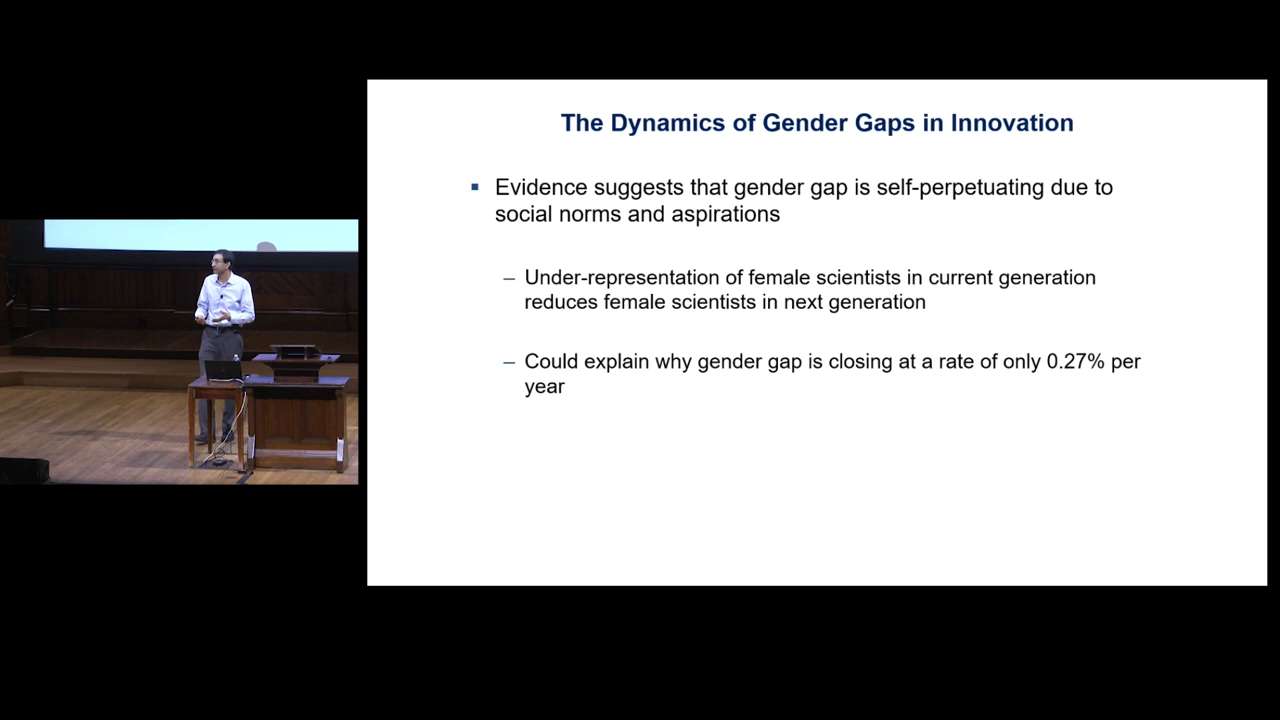 The Dynamics of Gender Gaps in Innovation
▪ Evidence suggests that gender gap is self-perpetuating due to
social norms and aspirations
– Under-representation of female scientists in current generation
reduces female scientists in next generation
– Could explain why gender gap is closing at a rate of only 0.27% per
year